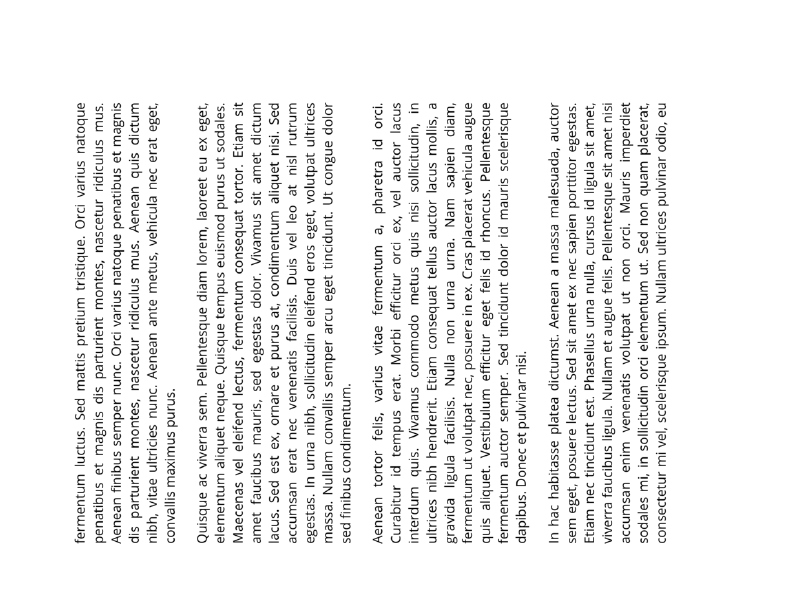 fermentum luctus. Sed mattis pretium tristique. Orci varius natoque
penatibus et magnis dis parturient montes, nascetur ridiculus mus.
Aenean finibus semper nunc. Orci varius natoque penatibus et magnis
dis parturient montes, nascetur ridiculus mus. Aenean quis dictum
nibh, vitae ultricies nunc. Aenean ante metus, vehicula nec erat eget,
convallis maximus purus.
Quisque ac viverra sem. Pellentesque diam lorem, laoreet eu ex eget,
elementum aliquet neque. Quisque tempus euismod purus ut sodales.
Maecenas vel eleifend lectus, fermentum consequat tortor. Etiam sit
amet faucibus mauris, sed egestas dolor. Vivamus sit amet dictum
lacus. Sed est ex, ornare et purus at, condimentum aliquet nisi. Sed
accumsan erat nec venenatis facilisis. Duis vel leo at nisl rutrum
egestas. In urna nibh, sollicitudin eleifend eros eget, volutpat ultrices
massa. Nullam convallis semper arcu eget tincidunt. Ut congue dolor
sed finibus condimentum.
Aenean tortor felis, varius vitae fermentum a, pharetra id orci.
Curabitur id tempus erat. Morbi efficitur orci ex, vel auctor lacus
interdum quis. Vivamus commodo metus quis nisi sollicitudin, in
ultrices nibh hendrerit. Etiam consequat tellus auctor lacus mollis, a
gravida ligula facilisis. Nulla non urna urna. Nam sapien diam,
fermentum ut volutpat nec, posuere in ex. Cras placerat vehicula augue
quis aliquet. Vestibulum efficitur eget felis id rhoncus. Pellentesque
fermentum auctor semper. Sed tincidunt dolor id mauris scelerisque
dapibus. Donec et pulvinar nisi.
In hac habitasse platea dictumst. Aenean a massa malesuada, auctor
sem eget, posuere lectus. Sed sit amet ex nec sapien porttitor egestas.
Etiam nec tincidunt est. Phasellus urna nulla, cursus id ligula sit amet,
viverra faucibus ligula. Nullam et augue felis. Pellentesque sit amet nisi
accumsan enim venenatis volutpat ut non orci. Mauris imperdiet
sodales mi, in sollicitudin orci elementum ut. Sed non quam placerat,
consectetur mi vel, scelerisque ipsum. Nullam ultrices pulvinar odio, eu